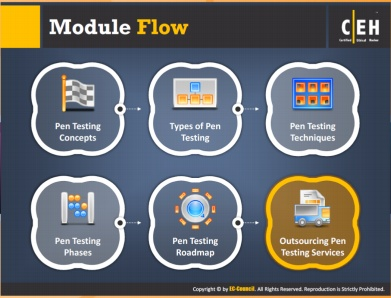 Module Flow
CEH
Certified Ethical Hacker
Pen Testing
Concepts
Types of Pen
Testing
Pen Testing
Techniques
Pen Testing
Phases
Pen Testing
Roadmap
Outsourcing Pen
Testing Services
Copyright © by EC-Council. All Rights Reserved. Reproduction is Strictly Prohibited.